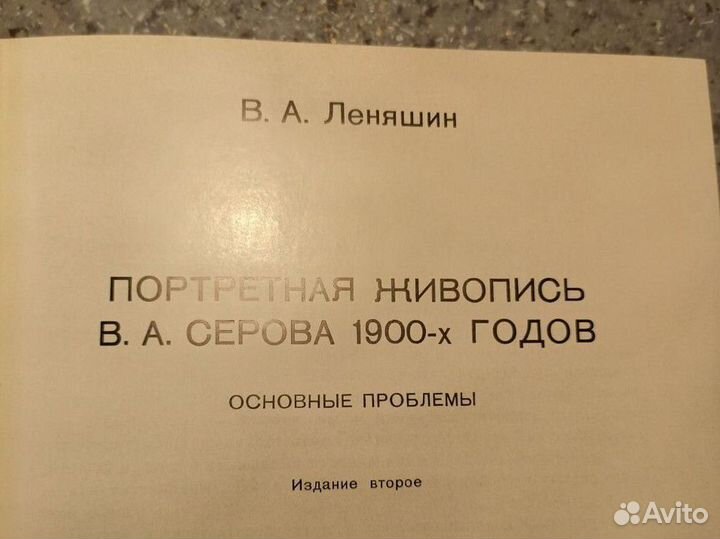 В. А. Леняшин
ПОРТРЕТНАЯ ЖИВОПИСЬ
В. А. СЕРОВА 1900-х ГОДОВ
ОСНОВНЫЕ ПРОБЛЕМЫ
Издание второе
Avito